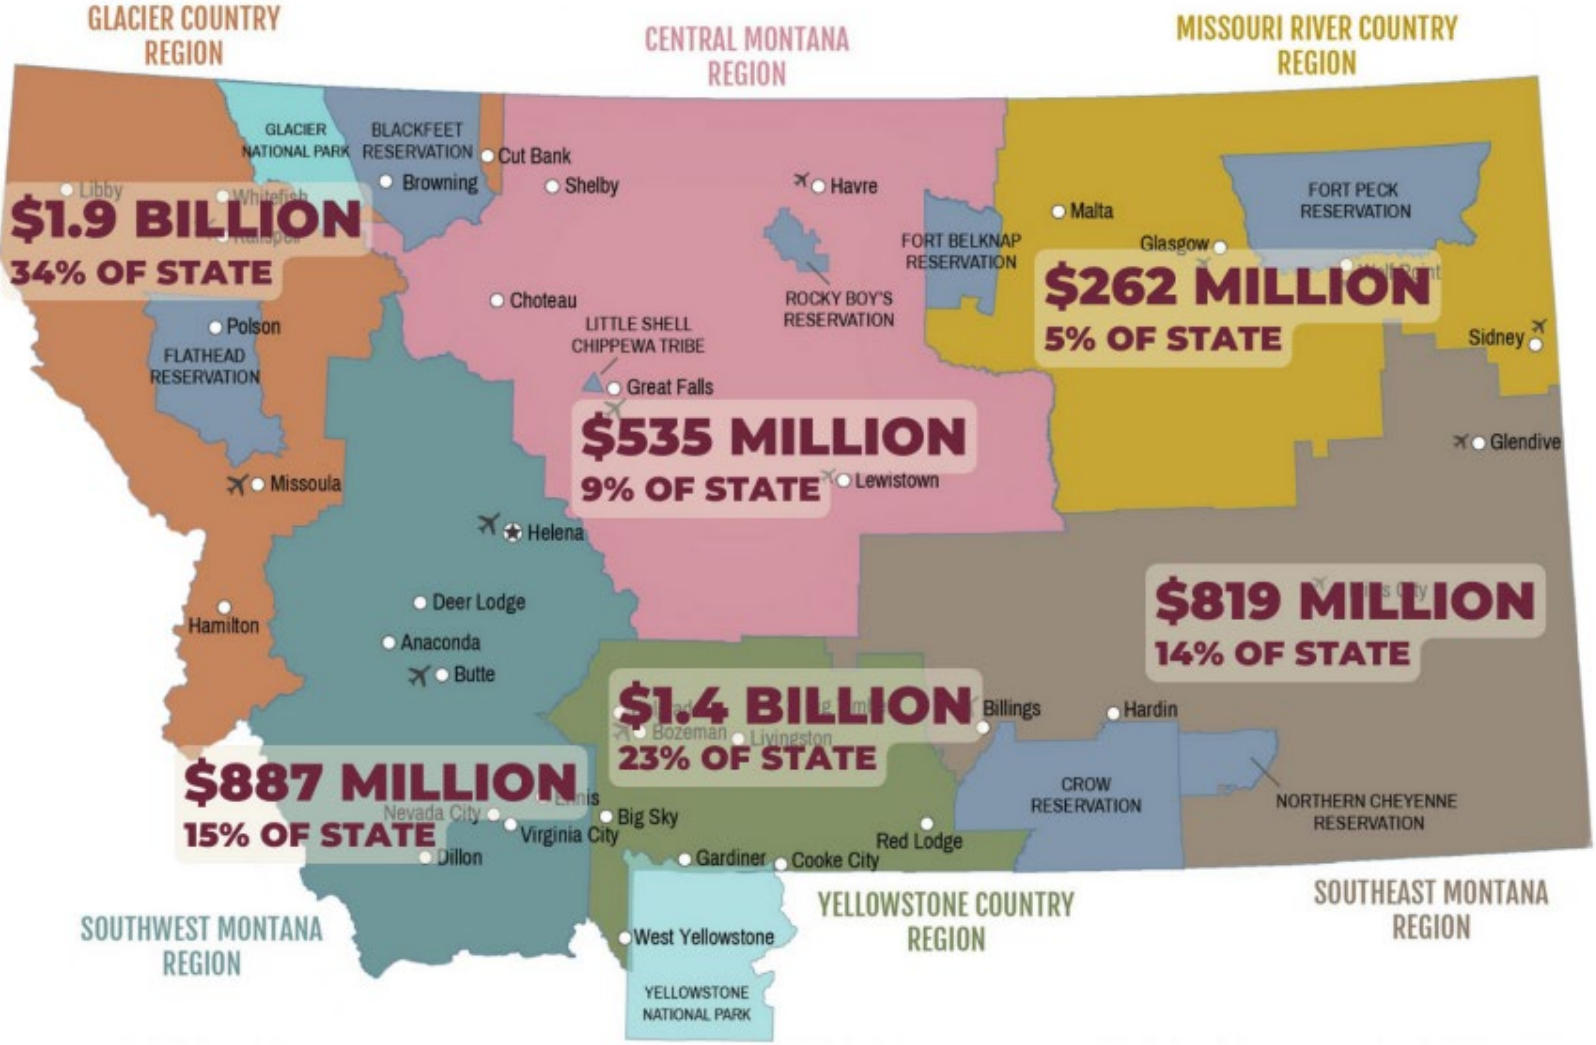 GLACIER COUNTRY
REGION
CENTRAL MONTANA
REGION
MISSOURI RIVER COUNTRY
REGION
GLACIER
NATIONAL PARK
BLACKFEET
RESERVATION
Cut Bank
Browning
Shelby
Havre
Libby
Whitefish
Kalispell
$1.9 BILLION
34% OF STATE
Malta
FORT PECK
RESERVATION
Glasgow
Wolf Point
FORT BELKNAP
RESERVATION
$262 MILLION
5% OF STATE
Sidney
Choteau
ROCKY BOY'S
RESERVATION
LITTLE SHELL
CHIPPEWA TRIBE
Polson
FLATHEAD
RESERVATION
Great Falls
$535 MILLION
9% OF STATE
Lewistown
Glendive
Missoula
Helena
Deer Lodge
Hamilton
Anaconda
Butte
$819 MILLION
14% OF STATE
$1.4 BILLION
23% OF STATE
Bozeman
Livingston
Billings
Hardin
$887 MILLION
15% OF STATE
Ennis
Nevada City
Virginia City
Dillon
Big Sky
Red Lodge
Gardiner
Cooke City
CROW
RESERVATION
NORTHERN CHEYENNE
RESERVATION
SOUTHWEST MONTANA
REGION
YELLOWSTONE COUNTRY
REGION
SOUTHEAST MONTANA
REGION
West Yellowstone
YELLOWSTONE
NATIONAL PARK